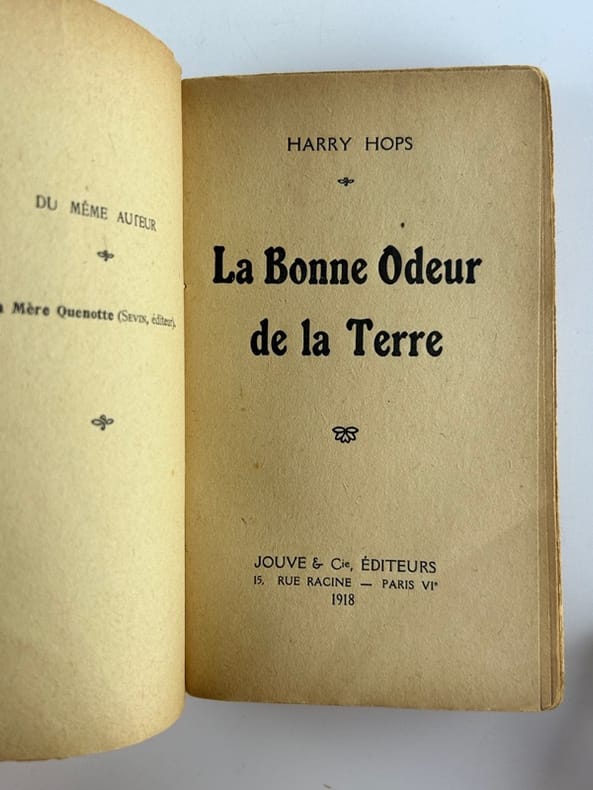 DU MÊME AUTEUR
Mère Quenotte (SEVIN, éditeur).
HARRY HOPS
La Bonne Odeur
de la Terre
JOUVE & Cie, ÉDITEURS
15, RUE RACINE — PARIS VIe
1918